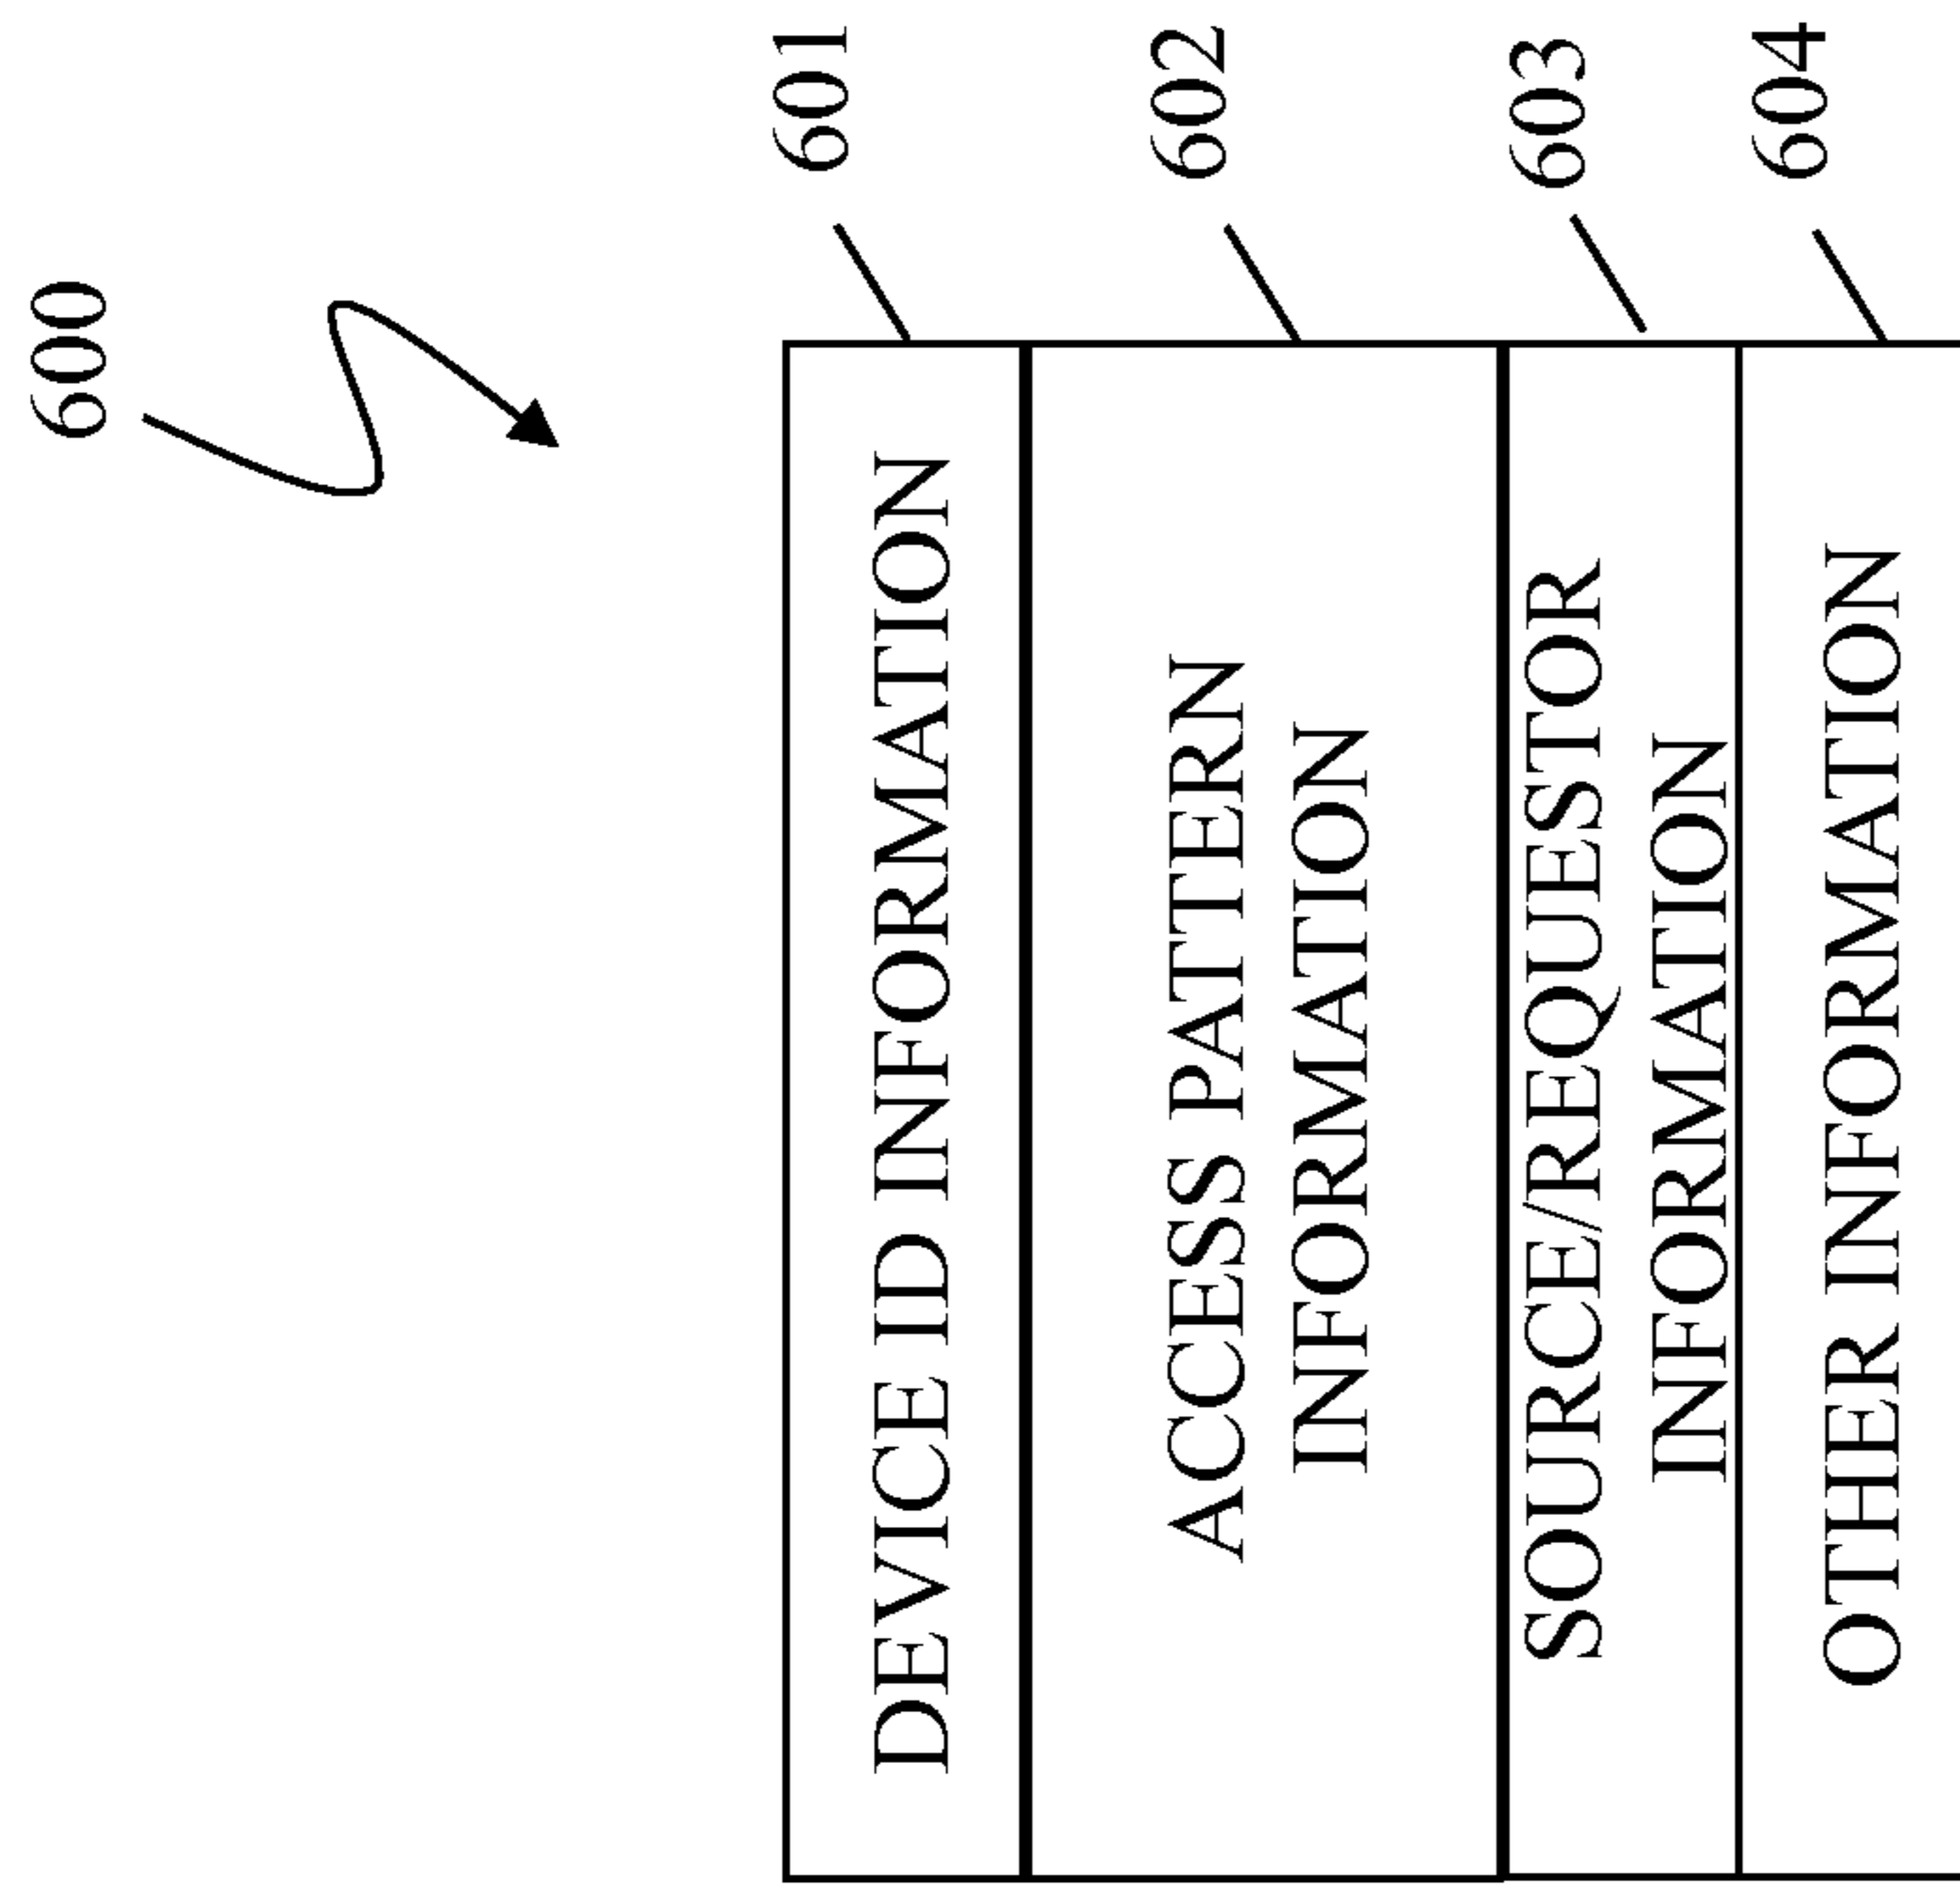 600
DEVICE ID INFORMATION
601
ACCESS PATTERN
INFORMATION
602
SOURCE/REQUESTOR
INFORMATION
603
OTHER INFORMATION
604